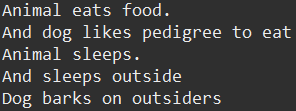 Animal eats food.
And dog likes pedigree to eat
Animal sleeps.
And sleeps outside
Dog barks on outsiders